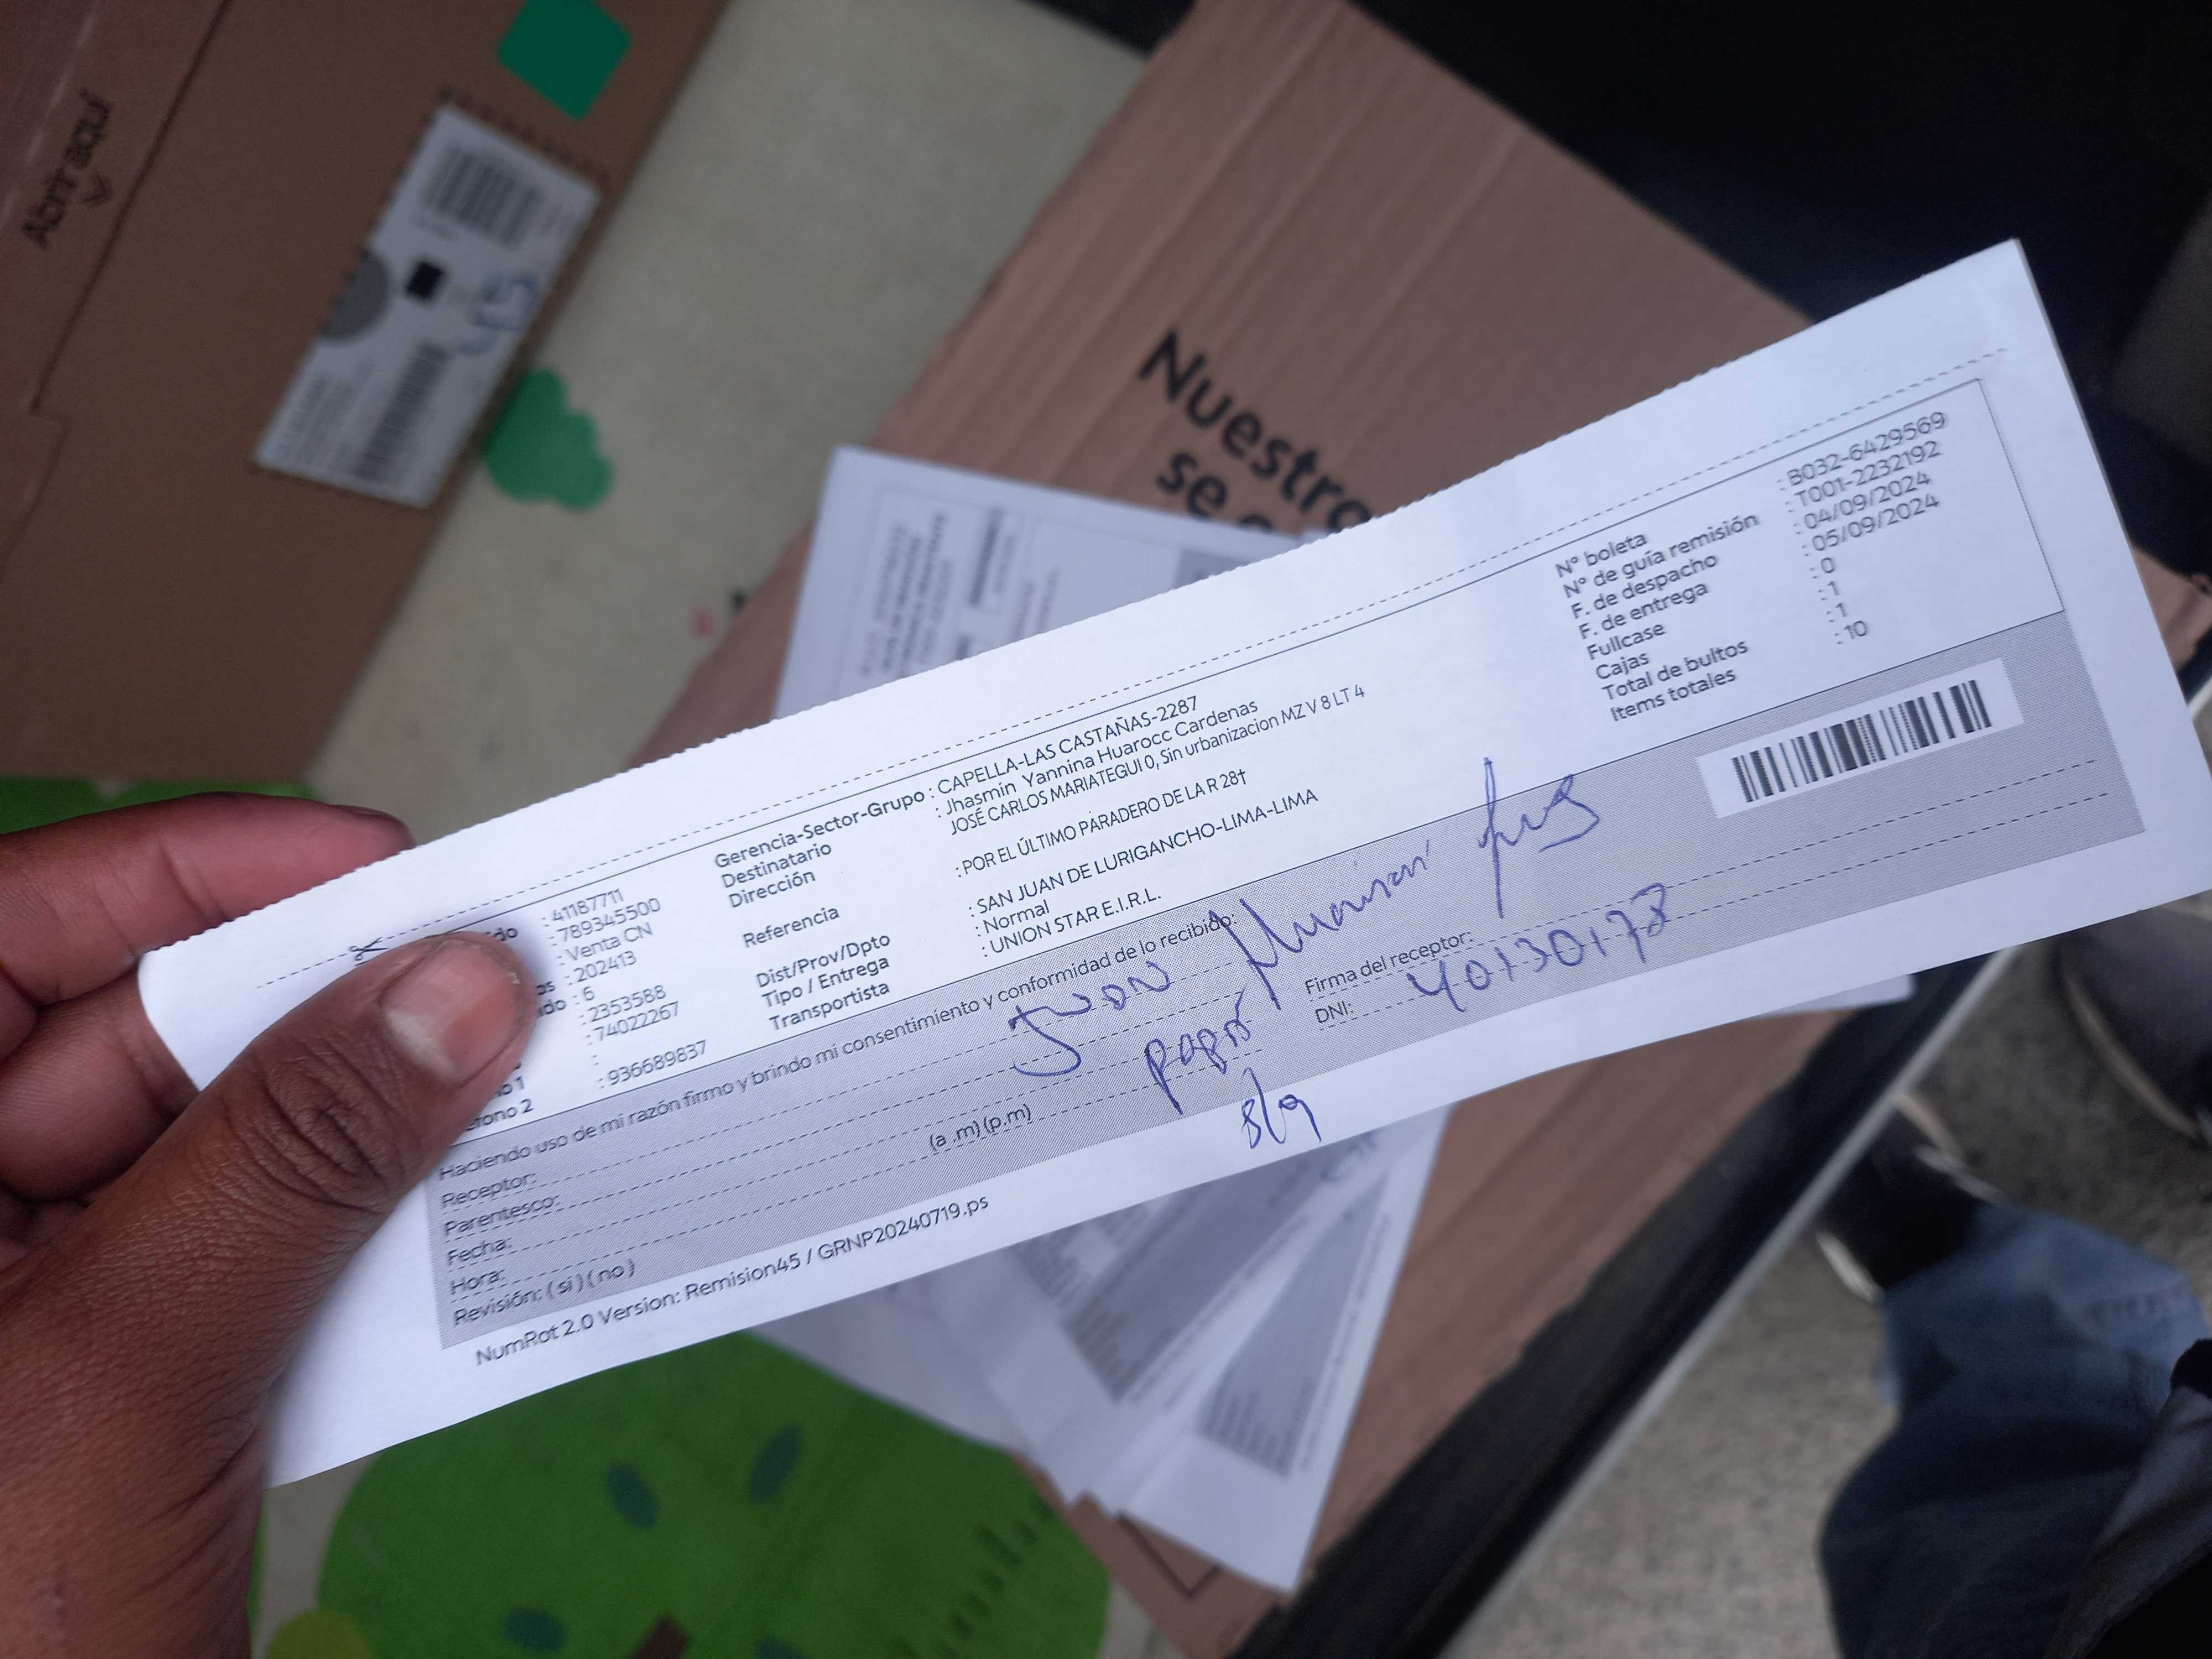 Abrir aquí
Nuestro
se
: 41187711
: 789345500
: Venta CN
: 202413
: 6
: 2353588
: 74022267
:
: 936689837
Gerencia-Sector-Grupo : CAPELLA-LAS CASTAÑAS-2287
Destinatario : Jhasmin Yannina Huarocc Cardenas
Dirección JOSÉ CARLOS MARIATEGUI 0, Sin urbanizacion MZ V 8 LT 4
Referencia : POR EL ÚLTIMO PARADERO DE LA R 28†
Dist/Prov/Dpto : SAN JUAN DE LURIGANCHO-LIMA-LIMA
Tipo / Entrega : Normal
Transportista : UNION STAR E.I.R.L.
N° boleta : B032-6429569
N° de guía remisión : T001-2232192
F. de despacho : 04/09/2024
F. de entrega : 05/09/2024
Fullcase : 0
Cajas : 1
Total de bultos : 1
Items totales : 10
Haciendo uso de mi razón firmo y brindo mi consentimiento y conformidad de lo recibido:
Receptor: Juan
Parentesco: papá
Fecha: 5/9
Hora: (a .m) (p.m)
Revisión: ( si ) ( no )
Firma del receptor:
DNI: 40130178
NumRot 2.0 Version: Remision45 / GRNP20240719.ps